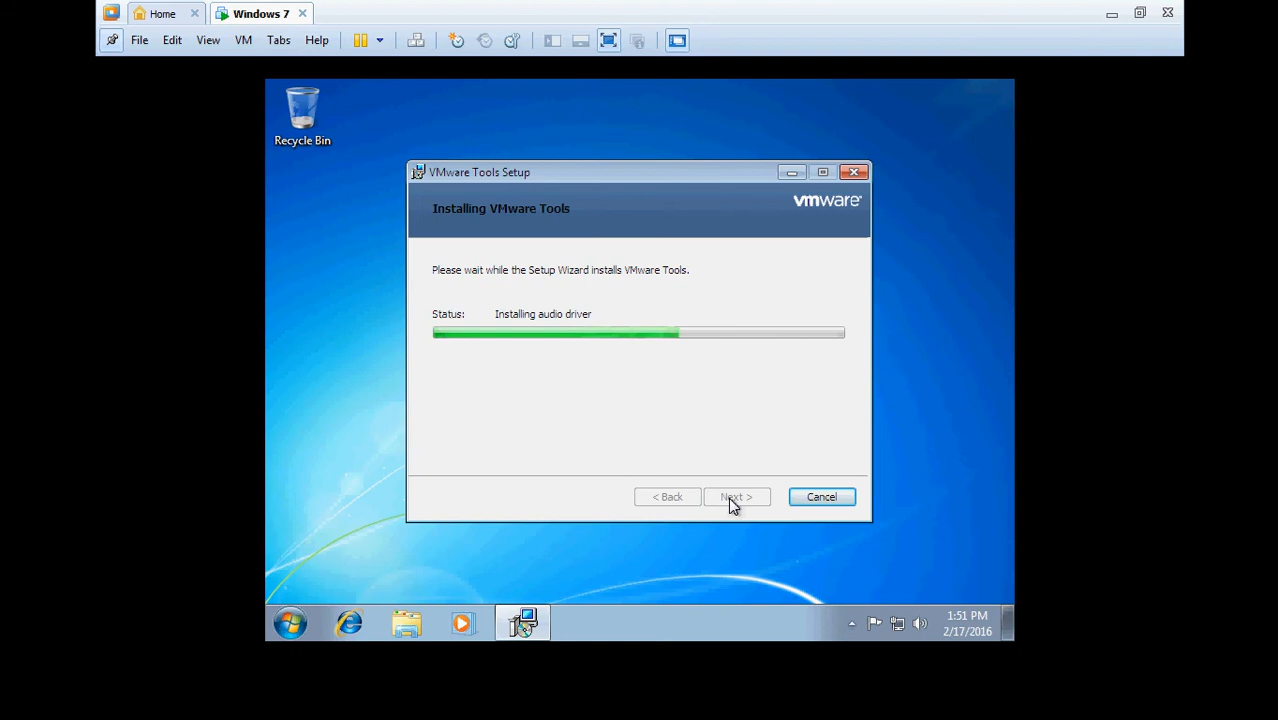 Home
Windows 7
File Edit View VM Tabs Help
Recycle Bin
VMware Tools Setup
Installing VMware Tools
vmware
Please wait while the Setup Wizard installs VMware Tools.
Status: Installing audio driver
< Back
Next >
Cancel
1:51 PM
2/17/2016